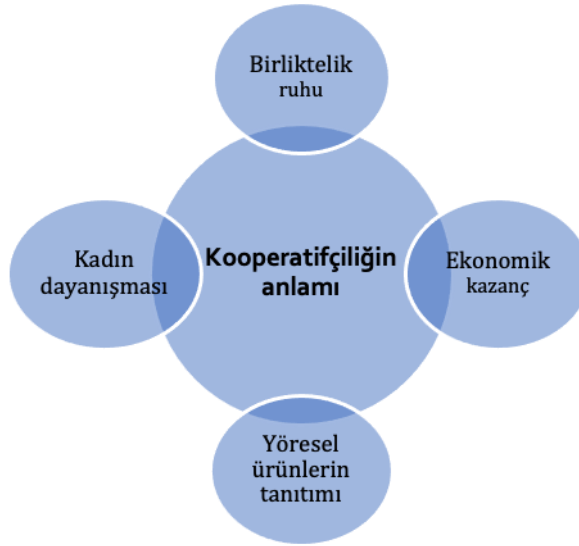 Birliktelik
ruhu
Kadın
dayanışması
Kooperatifçiliğin
anlamı
Ekonomik
kazanç
Yöresel
ürünlerin
tanıtımı